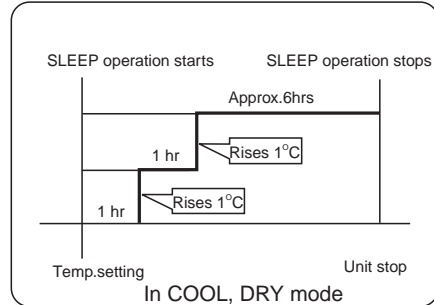 SLEEP operation starts
SLEEP operation stops
Approx.6hrs
1 hr
Rises 1°C
1 hr
Rises 1°C
Temp.setting
Unit stop
In COOL, DRY mode